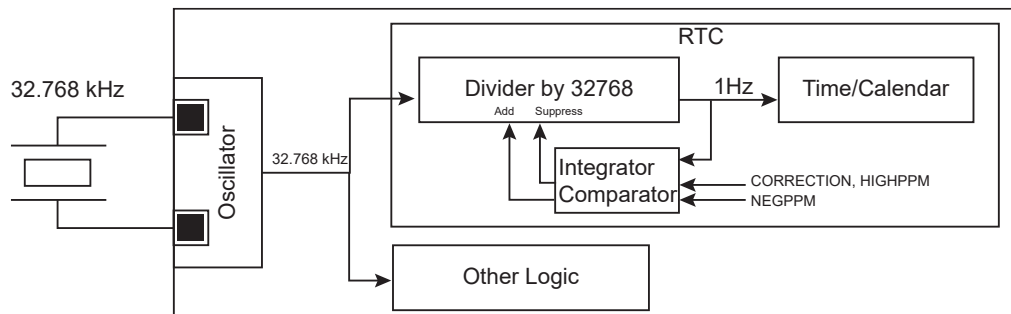 RTC
32.768 kHz
Divider by 32768
Add Suppress
1Hz
Time/Calendar
Oscillator
32.768 kHz
Integrator
Comparator
CORRECTION, HIGHPPM
NEGPPM
Other Logic